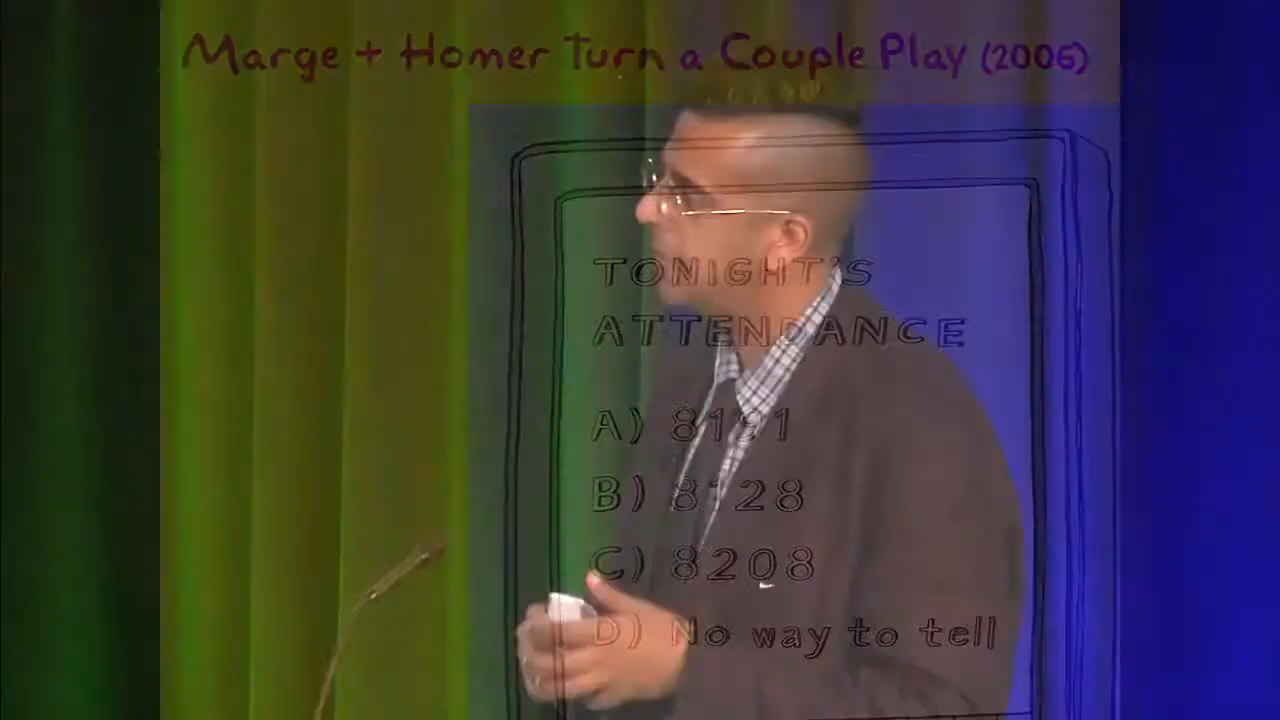 Marge + Homer Turn a Couple Play (2006)
TONIGHT'S
ATTENDANCE
A) 8191
B) 8128
C) 8208
D) No way to tell